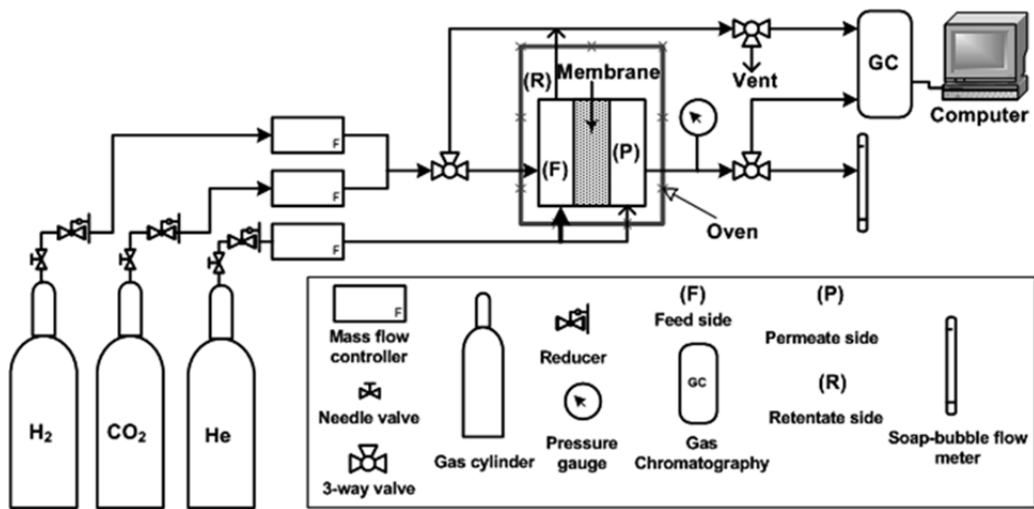 GC
Vent
Computer
(R)
Membrane
F
(F)
(P)
F
Oven
F
H2
CO2
He
F
Mass flow
controller
Needle valve
3-way valve
Gas cylinder
Reducer
Pressure
gauge
(F)
Feed side
GC
Gas
Chromatography
(P)
Permeate side
(R)
Retentate side
Soap-bubble flow
meter